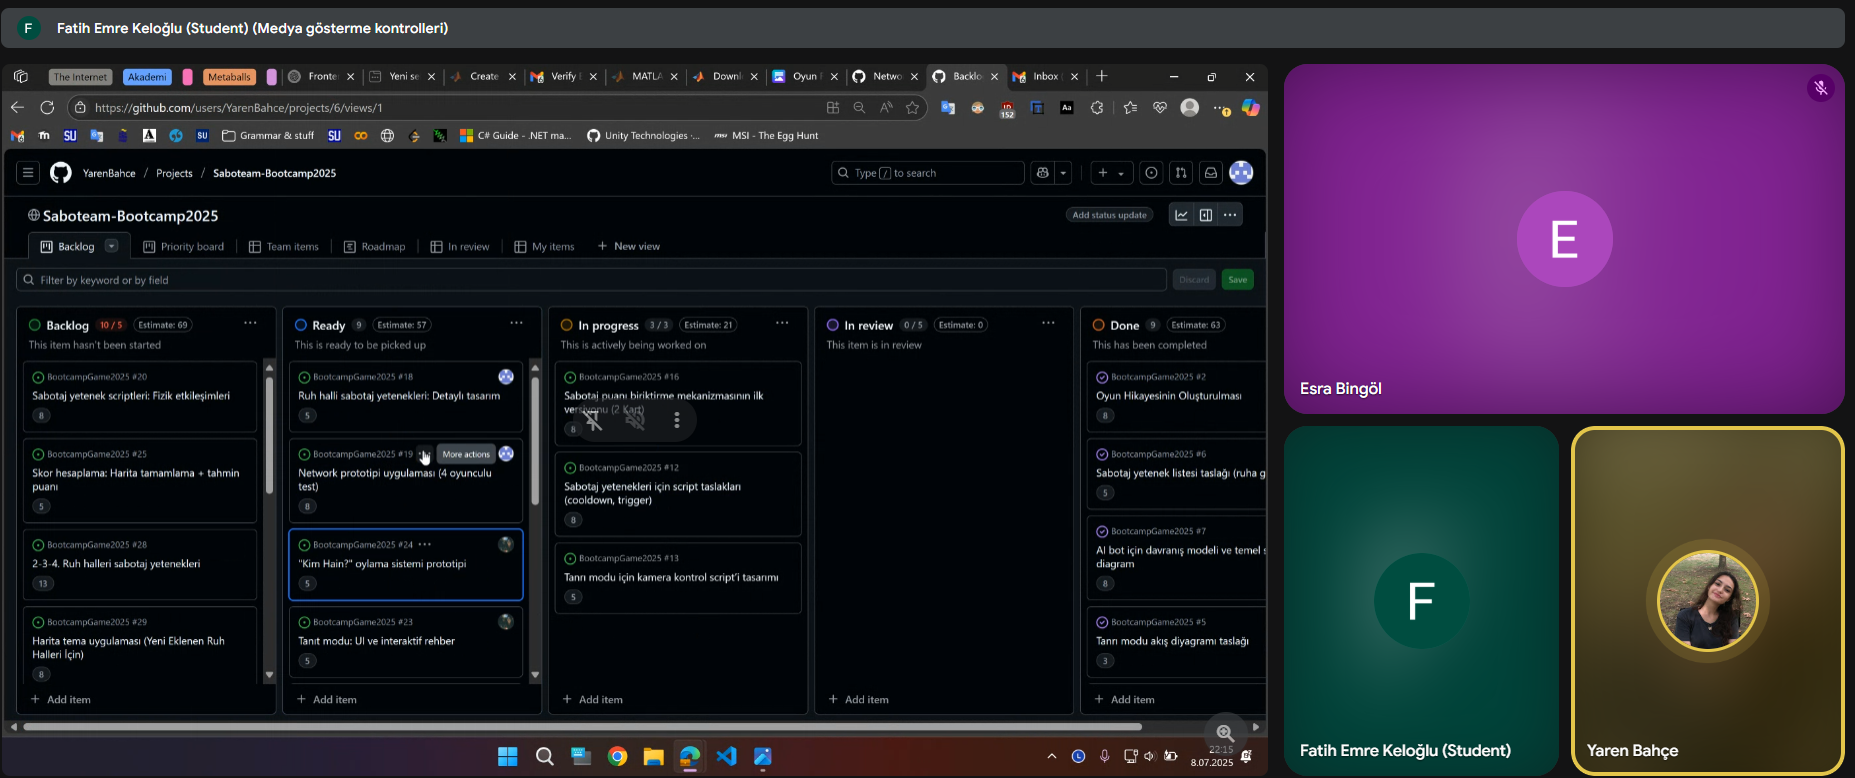 F Fatih Emre Keloğlu (Student) (Medya gösterme kontrolleri)
The Internet Akademi Metaballs Fronte Yeni se Create Verify MATLA Downl Oyun Netwo Backlo Inbox
https://github.com/users/YarenBahce/projects/6/views/1
152
Grammar & stuff C# Guide - .NET ma... Unity Technologies -... MSI - The Egg Hunt
YarenBahce / Projects / Saboteam-Bootcamp2025 Type / to search
Saboteam-Bootcamp2025 Add status update
Backlog Priority board Team items Roadmap In review My items + New view
Filter by keyword or by field Discard Save
Backlog 10 / 5 Estimate: 69
This item hasn't been started
BootcampGame2025 #20
Sabotaj yetenek scriptleri: Fizik etkileşimleri
8
BootcampGame2025 #25
Skor hesaplama: Harita tamamlama + tahmin
puanı
5
BootcampGame2025 #28
2-3-4. Ruh halleri sabotaj yetenekleri
13
BootcampGame2025 #29
Harita tema uygulaması (Yeni Eklenen Ruh
Halleri İçin)
8
+ Add item
Ready 9 Estimate: 57
This is ready to be picked up
BootcampGame2025 #18
Ruh halli sabotaj yetenekleri: Detaylı tasarım
5
BootcampGame2025 #19 More actions
Network prototipi uygulaması (4 oyunculu
test)
8
BootcampGame2025 #24
"Kim Hain?" oylama sistemi prototipi
5
BootcampGame2025 #23
Tanıt modu: UI ve interaktif rehber
5
+ Add item
In progress 3 / 3 Estimate: 21
This is actively being worked on
BootcampGame2025 #16
Sabotaj puanı biriktirme mekanizmasının ilk
versiyonu (2 Kart)
8
BootcampGame2025 #12
Sabotaj yetenekleri için script taslakları
(cooldown, trigger)
8
BootcampGame2025 #13
Tanrı modu için kamera kontrol script'i tasarımı
5
+ Add item
In review 0 / 5 Estimate: 0
This item is in review
+ Add item
Done 9 Estimate: 63
This has been completed
BootcampGame2025 #2
Oyun Hikayesinin Oluşturulması
8
BootcampGame2025 #6
Sabotaj yetenek listesi taslağı (ruha g
5
BootcampGame2025 #7
AI bot için davranış modeli ve temel s
diagram
8
BootcampGame2025 #5
Tanrı modu akış diyagramı taslağı
3
+ Add item
22:15
8.07.2025
E
Esra Bingöl
F
Fatih Emre Keloğlu (Student)
Yaren Bahçe